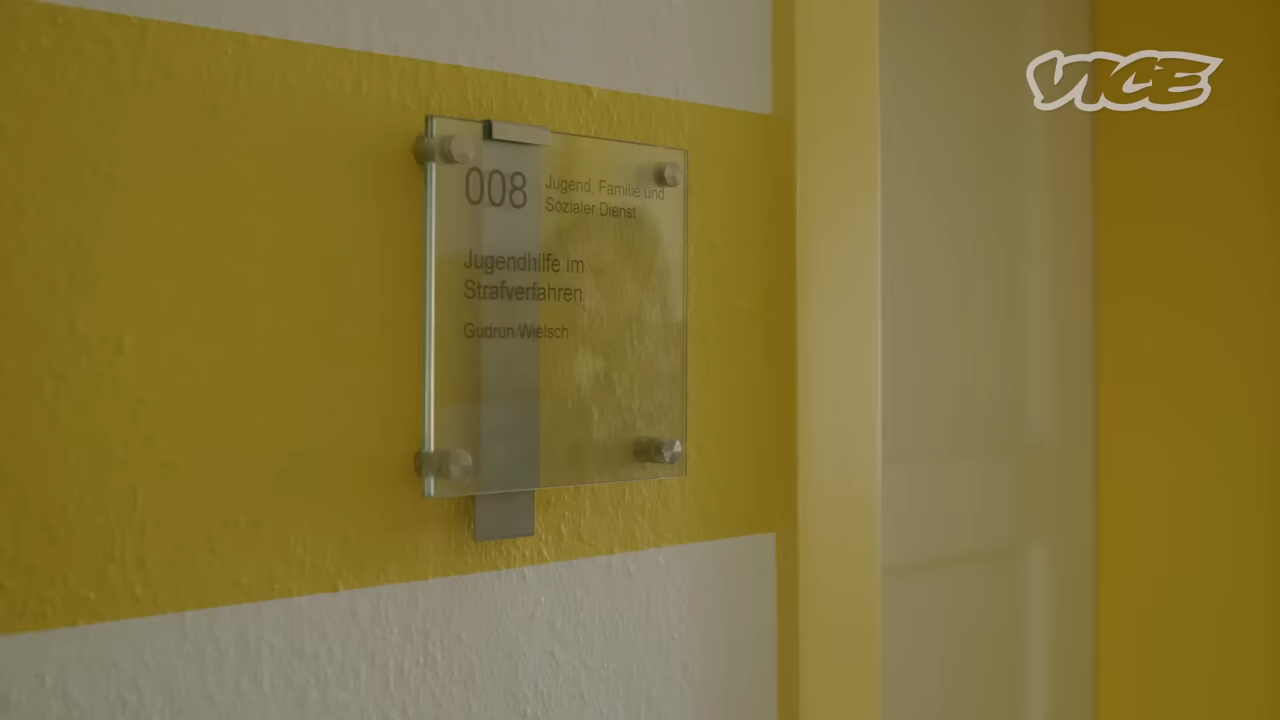 VICE
008
Jugend, Familie und
Sozialer Dienst
Jugendhilfe im
Strafverfahren
Gudrun Wielsch